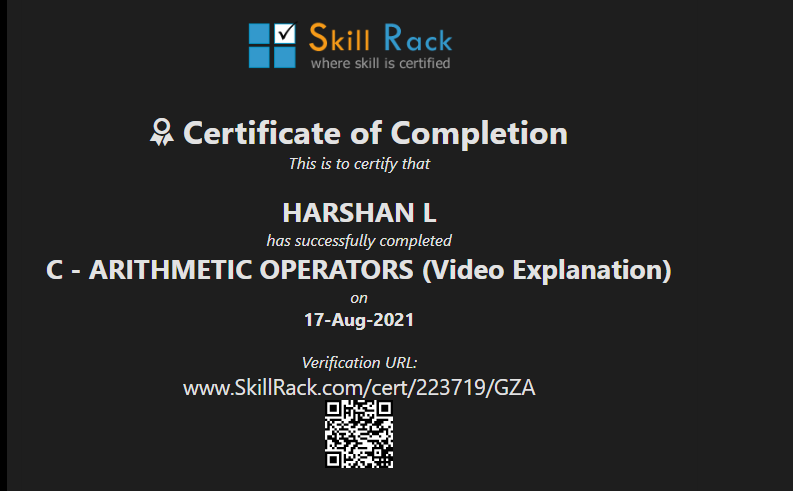 Skill Rack
where skill is certified
Certificate of Completion
This is to certify that
HARSHAN L
has successfully completed
C - ARITHMETIC OPERATORS (Video Explanation)
on
17-Aug-2021
Verification URL:
www.SkillRack.com/cert/223719/GZA